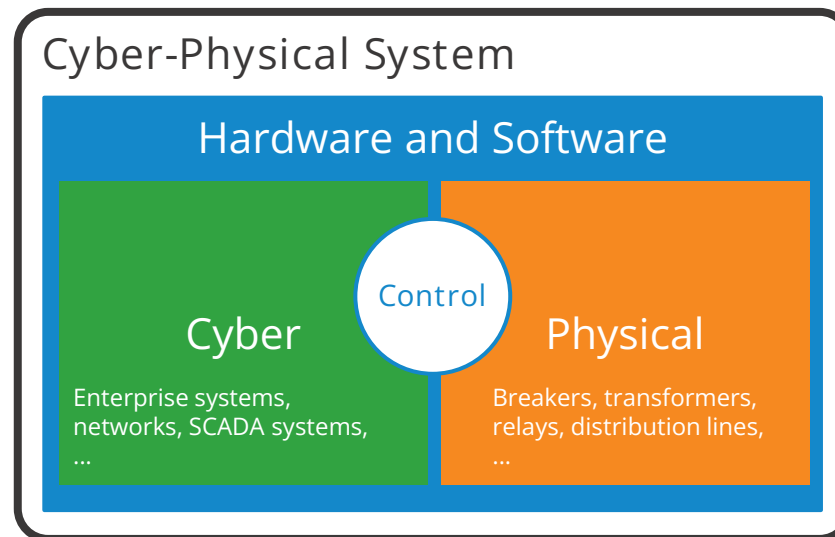 Cyber-Physical System
Hardware and Software
Control
Cyber
Enterprise systems,
networks, SCADA systems,
...
Physical
Breakers, transformers,
relays, distribution lines,
...